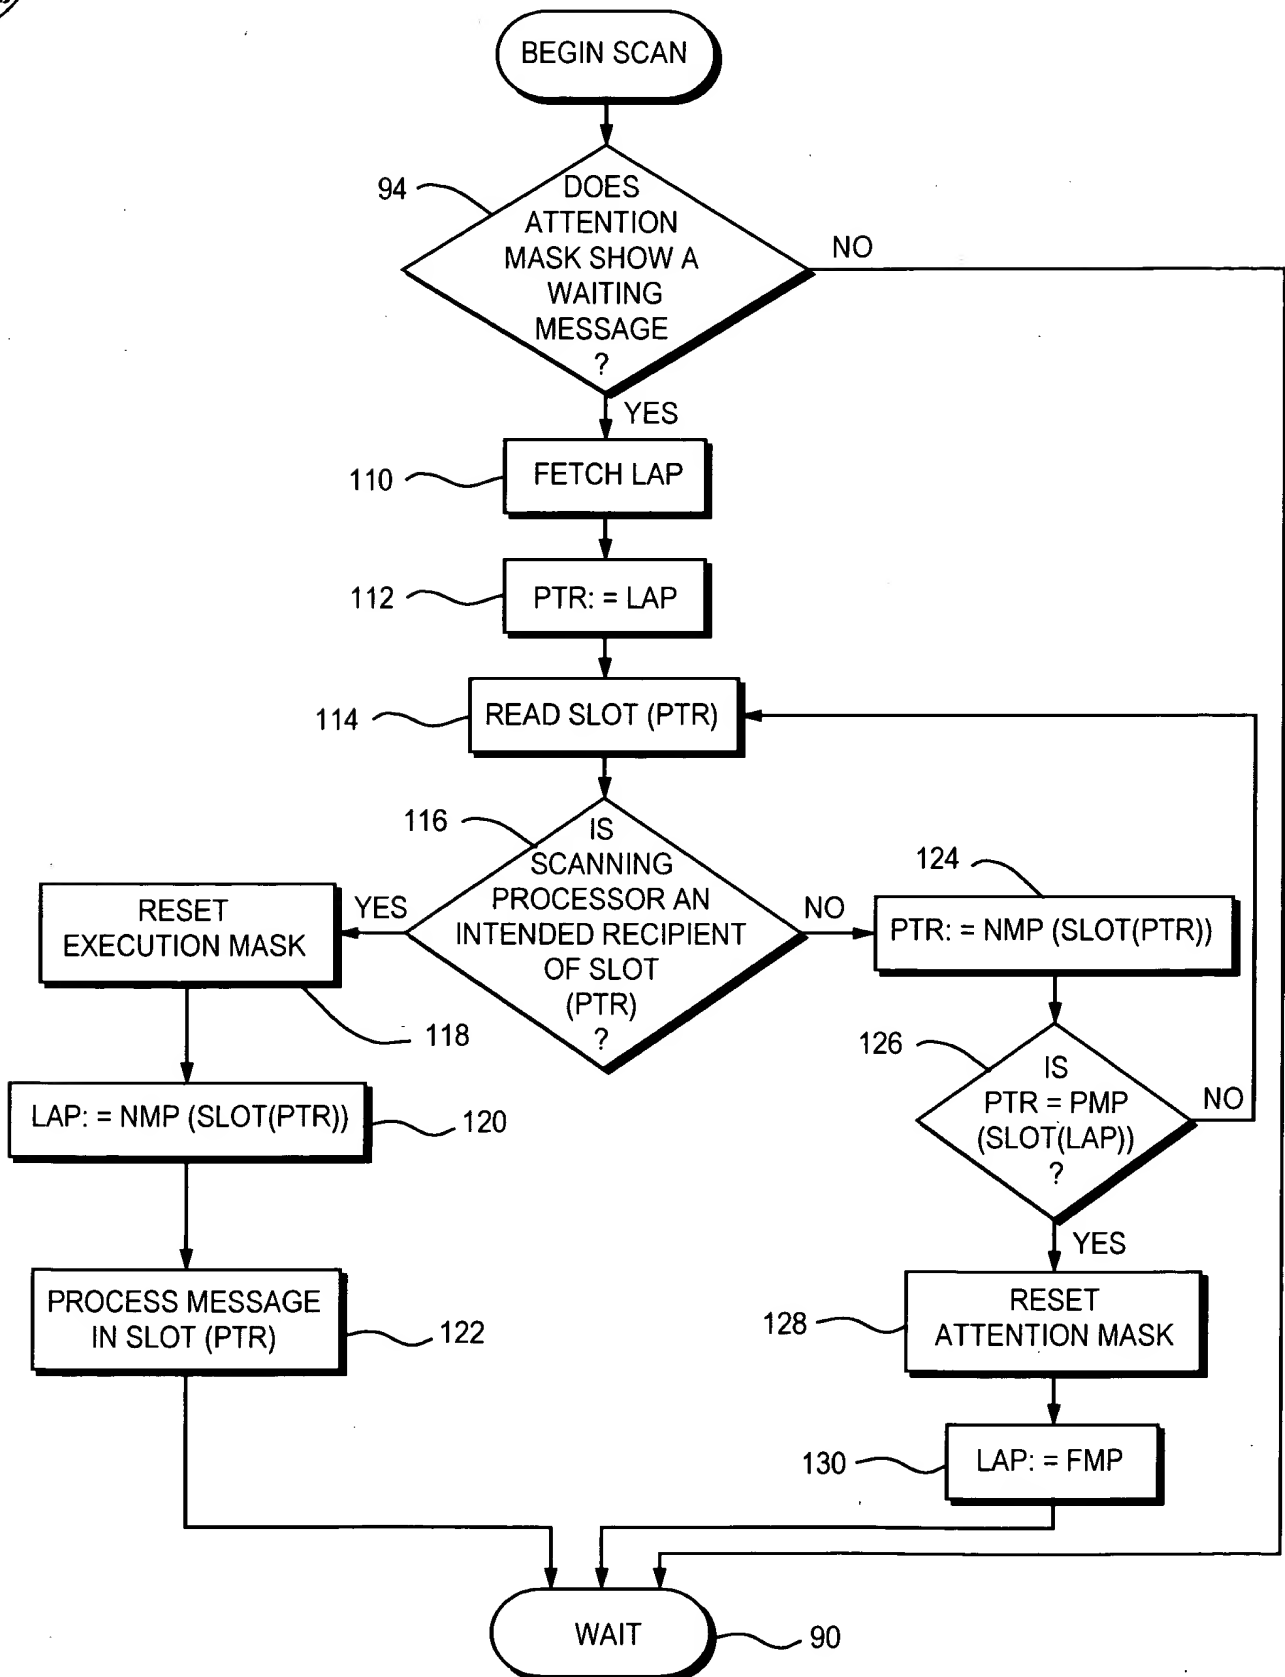 BEGIN SCAN
94
DOES
ATTENTION
MASK SHOW A
WAITING
MESSAGE
?
NO
YES
110
FETCH LAP
112
PTR: = LAP
114
READ SLOT (PTR)
116
IS
SCANNING
PROCESSOR AN
INTENDED RECIPIENT
OF SLOT
(PTR)
?
YES
NO
RESET
EXECUTION MASK
118
LAP: = NMP (SLOT(PTR))
120
PROCESS MESSAGE
IN SLOT (PTR)
122
124
PTR: = NMP (SLOT(PTR))
126
IS
PTR = PMP
(SLOT(LAP))
?
NO
YES
128
RESET
ATTENTION MASK
130
LAP: = FMP
WAIT
90